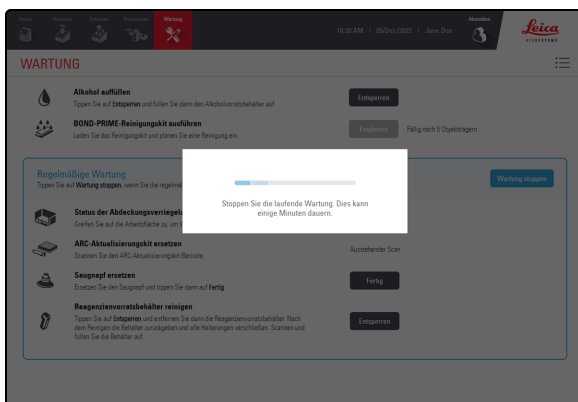 Status
Entladen
Reagenzien
Wartung
10:26 AM | 05/Dez/2022 | Jane Doe
Abmelden
Leica
BIOSYSTEMS
WARTUNG
Alkohol auffüllen
Tippen Sie auf Entsperren und füllen Sie dann den Alkoholvorratsbehälter auf.
Entsperren
BOND-PRIME-Reinigungskit ausführen
Laden Sie das Reinigungskit und planen Sie eine Reinigung ein.
Fällig nach 5 Objektträgern
Regelmäßige Wartung
Tippen Sie auf Wartung stoppen, wenn Sie die regelmä
Wartung stoppen
Stoppen Sie die laufende Wartung. Dies kann
einige Minuten dauern.
Status der Abdeckungsverriegelu
Greifen Sie auf die Arbeitsfläche zu, um
ARC-Aktualisierungskit ersetzen
Scannen Sie den ARC-Aktualisierungskit-Barcode.
Ausstehender Scan
Saugnapf ersetzen
Ersetzen Sie den Saugnapf und tippen Sie dann auf Fertig
Fertig
Reagenzienvorratsbehälter reinigen
Tippen Sie auf Entsperren und entfernen Sie dann die Reagenzienvorratsbehälter. Nach
dem Reinigen die Behälter zurückgeben und alle Halterungen verschließen. Scannen und
füllen Sie die Behälter auf.
Entsperren